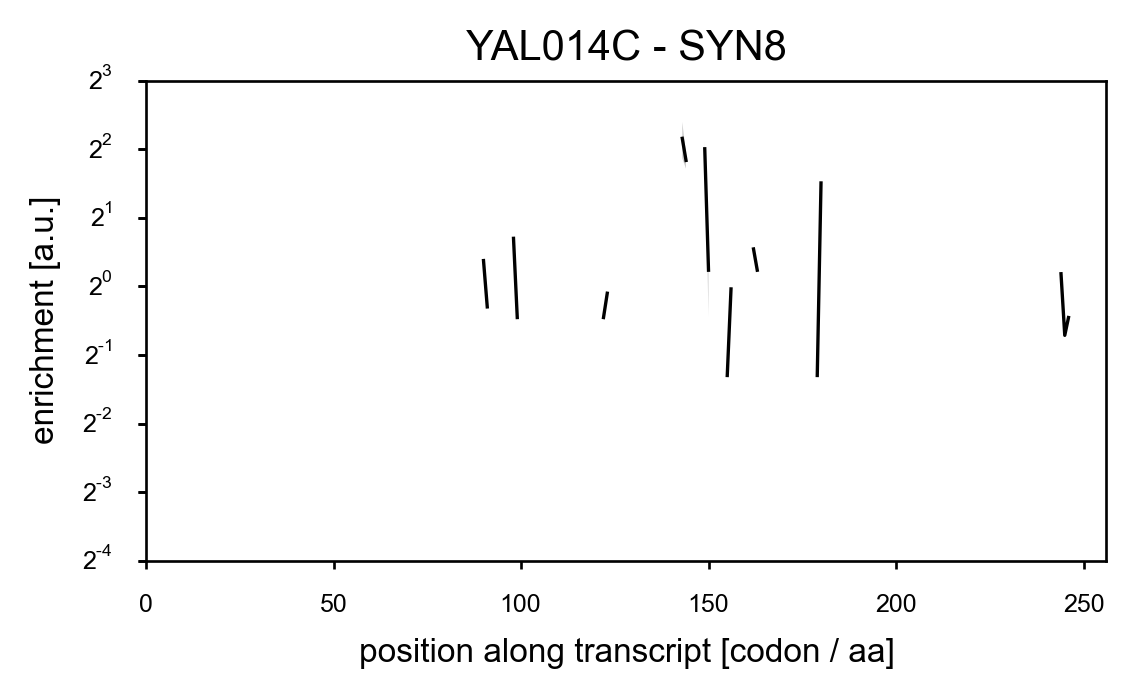 YAL014C - SYN8
2^3
2^2
2^1
2^0
2^-1
2^-2
2^-3
2^-4
enrichment [a.u.]
0 50 100 150 200 250
position along transcript [codon / aa]